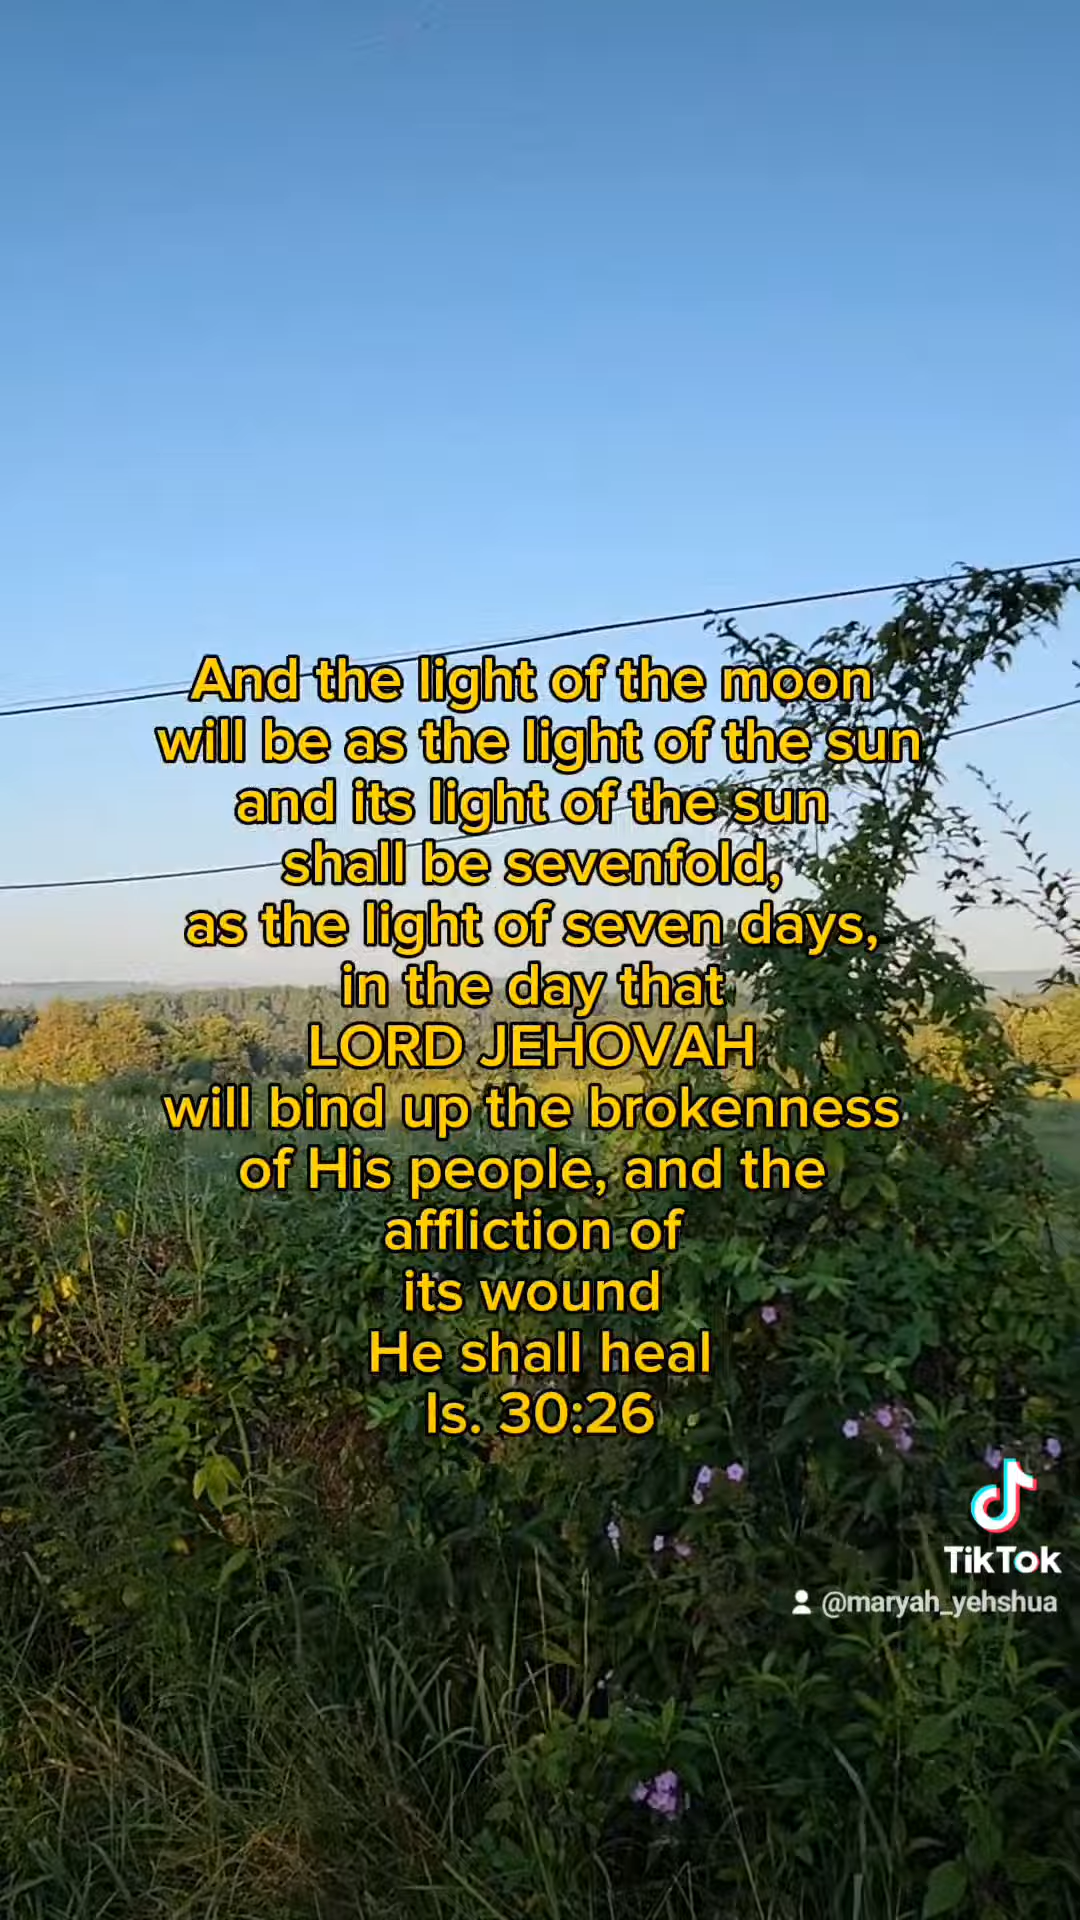 And the light of the moon
will be as the light of the sun
and its light of the sun
shall be sevenfold,
as the light of seven days,
in the day that
LORD JEHOVAH
will bind up the brokenness
of His people, and the
affliction of
its wound
He shall heal
Is. 30:26
TikTok
@maryah_yehshua